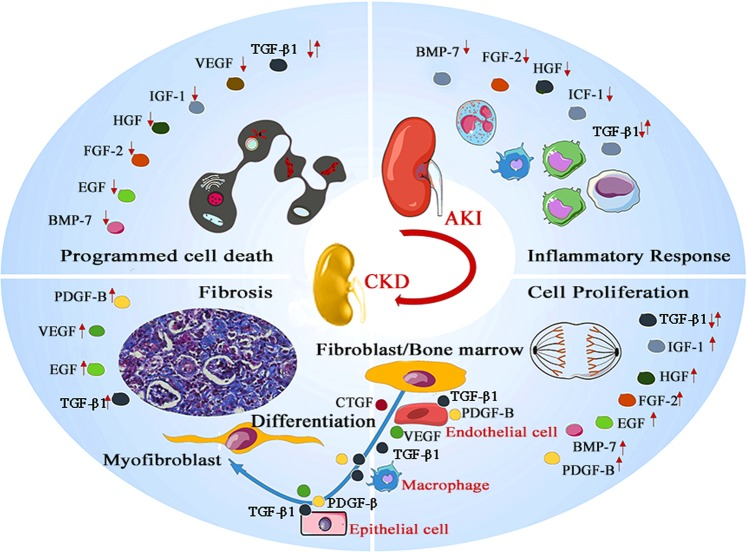 TGF-β1 ↓↑
VEGF ↓
IGF-1 ↓
HGF ↓
FGF-2 ↓
EGF ↓
BMP-7 ↓
Programmed cell death
BMP-7 ↓
FGF-2 ↓
HGF ↓
ICF-1 ↓
TGF-β1 ↓↑
Inflammatory Response
AKI
CKD
Fibrosis
PDGF-B ↑
VEGF ↑
EGF ↑
TGF-β1 ↑
Cell Proliferation
TGF-β1 ↓↑
IGF-1 ↑
HGF ↑
FGF-2 ↑
EGF ↑
BMP-7 ↑
PDGF-B ↑
Fibroblast/Bone marrow
CTGF
TGF-β1
PDGF-B
Endothelial cell
VEGF
TGF-β1
Macrophage
Differentiation
Myofibroblast
PDGF-β
TGF-β1
Epithelial cell